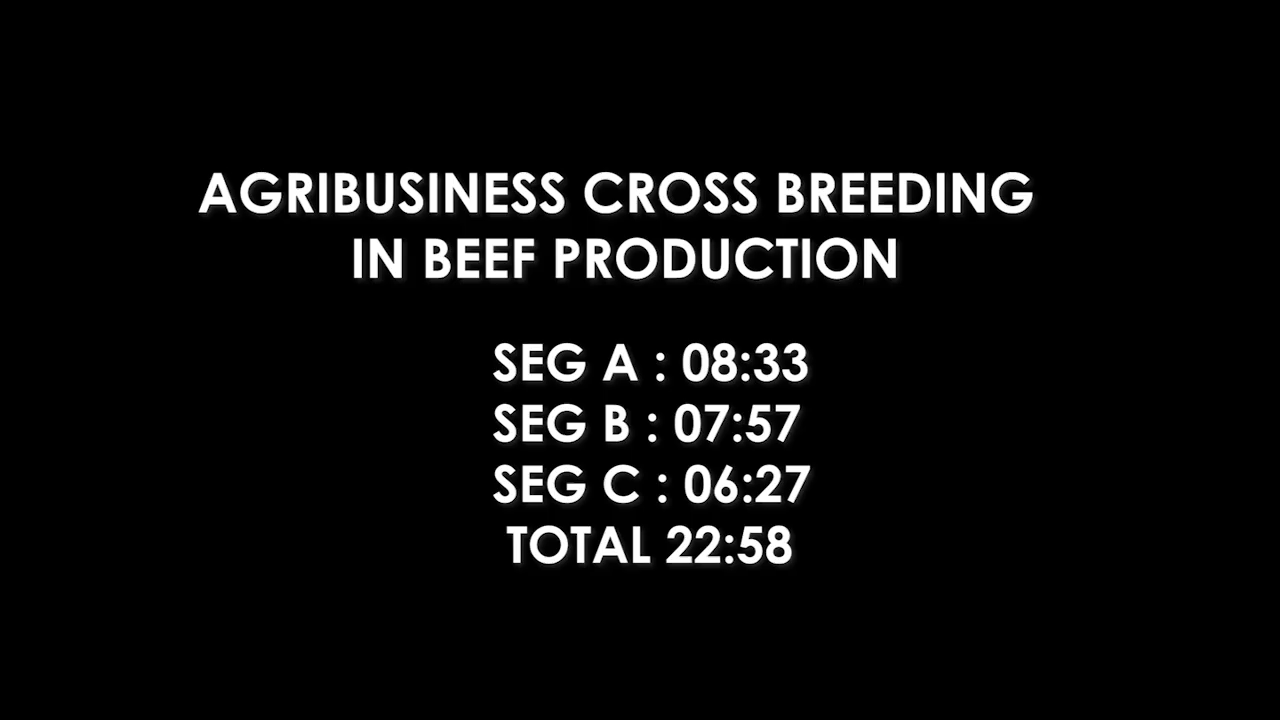 AGRIBUSINESS CROSS BREEDING
IN BEEF PRODUCTION
SEG A : 08:33
SEG B : 07:57
SEG C : 06:27
TOTAL 22:58